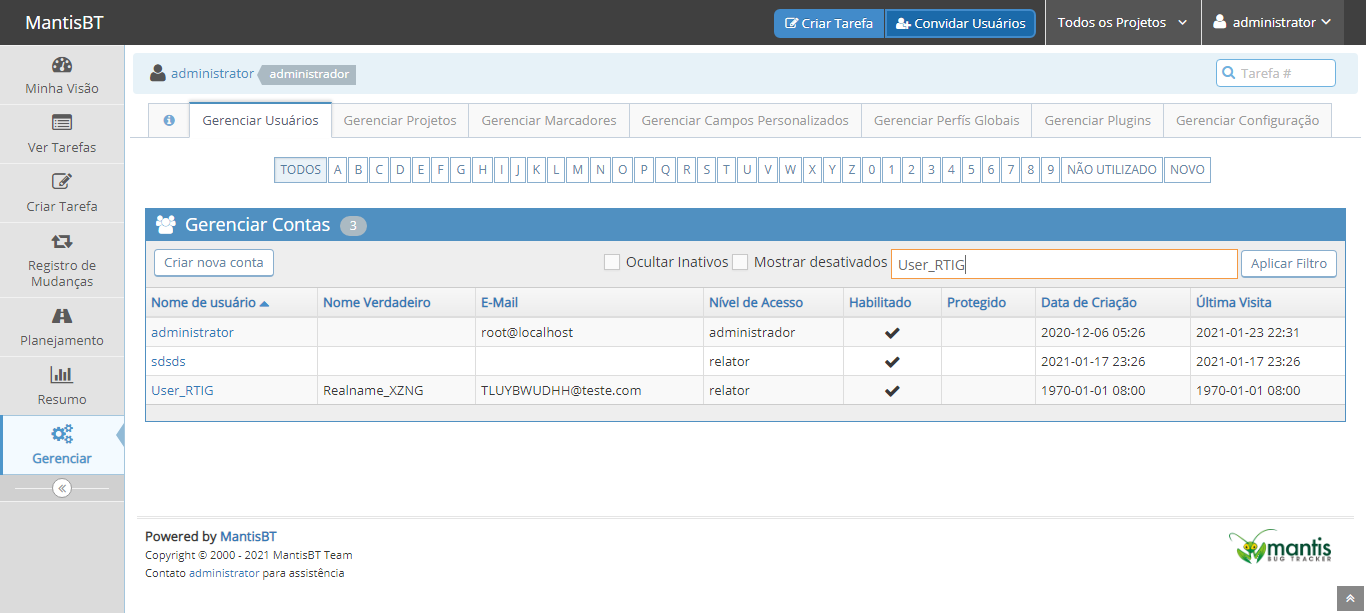 MantisBT
Criar Tarefa
Convidar Usuários
Todos os Projetos
administrator
Minha Visão
Ver Tarefas
Criar Tarefa
Registro de
Mudanças
Planejamento
Resumo
Gerenciar
administrator administrador
Tarefa #
Gerenciar Usuários Gerenciar Projetos Gerenciar Marcadores Gerenciar Campos Personalizados Gerenciar Perfís Globais Gerenciar Plugins Gerenciar Configuração
TODOS A B C D E F G H I J K L M N O P Q R S T U V W X Y Z 0 1 2 3 4 5 6 7 8 9 NÃO UTILIZADO NOVO
Gerenciar Contas 3
Criar nova conta Ocultar Inativos Mostrar desativados User_RTIG Aplicar Filtro
Nome de usuário Nome Verdadeiro E-Mail Nível de Acesso Habilitado Protegido Data de Criação Última Visita
administrator root@localhost administrador 2020-12-06 05:26 2021-01-23 22:31
sdsds relator 2021-01-17 23:26 2021-01-17 23:26
User_RTIG Realname_XZNG TLUYBWUDHH@teste.com relator 1970-01-01 08:00 1970-01-01 08:00
Powered by MantisBT
Copyright © 2000 - 2021 MantisBT Team
Contato administrator para assistência
mantis
BUG TRACKER